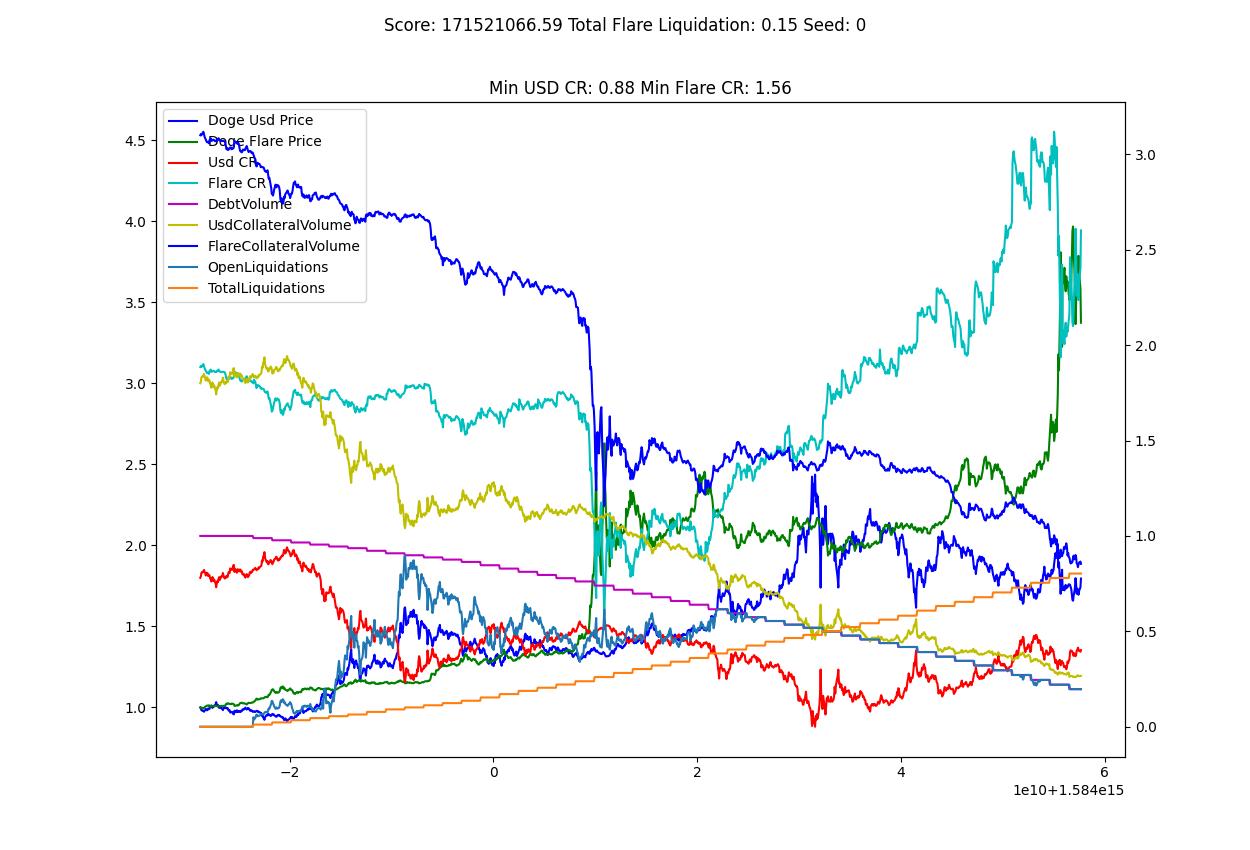 Score: 171521066.59 Total Flare Liquidation: 0.15 Seed: 0
Min USD CR: 0.88 Min Flare CR: 1.56
Doge Usd Price
Doge Flare Price
Usd CR
Flare CR
DebtVolume
UsdCollateralVolume
FlareCollateralVolume
OpenLiquidations
TotalLiquidations
4.5
4.0
3.5
3.0
2.5
2.0
1.5
1.0
3.0
2.5
2.0
1.5
1.0
0.5
0.0
−2
0
2
4
6
1e10+1.584e15